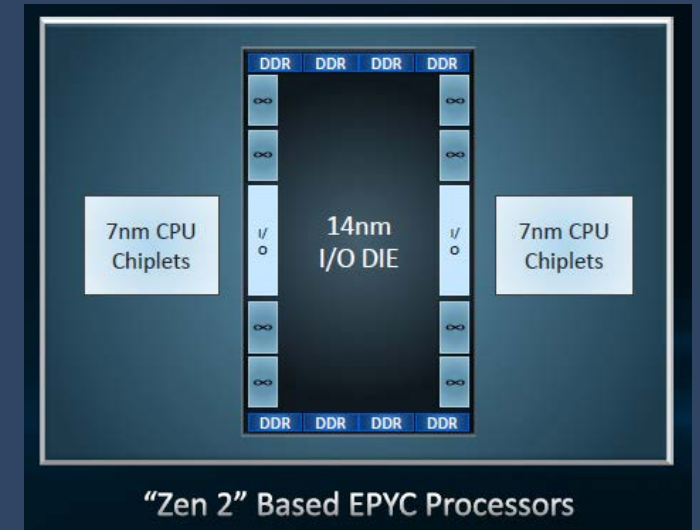 DDR DDR DDR DDR
∞ ∞
∞ ∞
7nm CPU
Chiplets
I/
O
14nm
I/O DIE
I/
O
7nm CPU
Chiplets
∞ ∞
∞ ∞
DDR DDR DDR DDR
“Zen 2” Based EPYC Processors